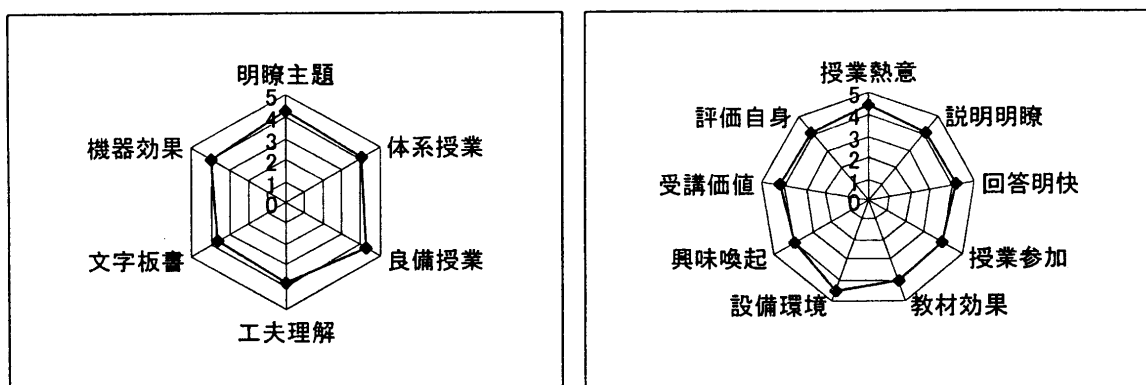 明瞭主題
5
4
3
2
1
0
体系授業
良備授業
工夫理解
文字板書
機器効果
授業熱意
5
4
3
2
1
0
説明明瞭
回答明快
授業参加
教材効果
設備環境
興味喚起
受講価値
評価自身